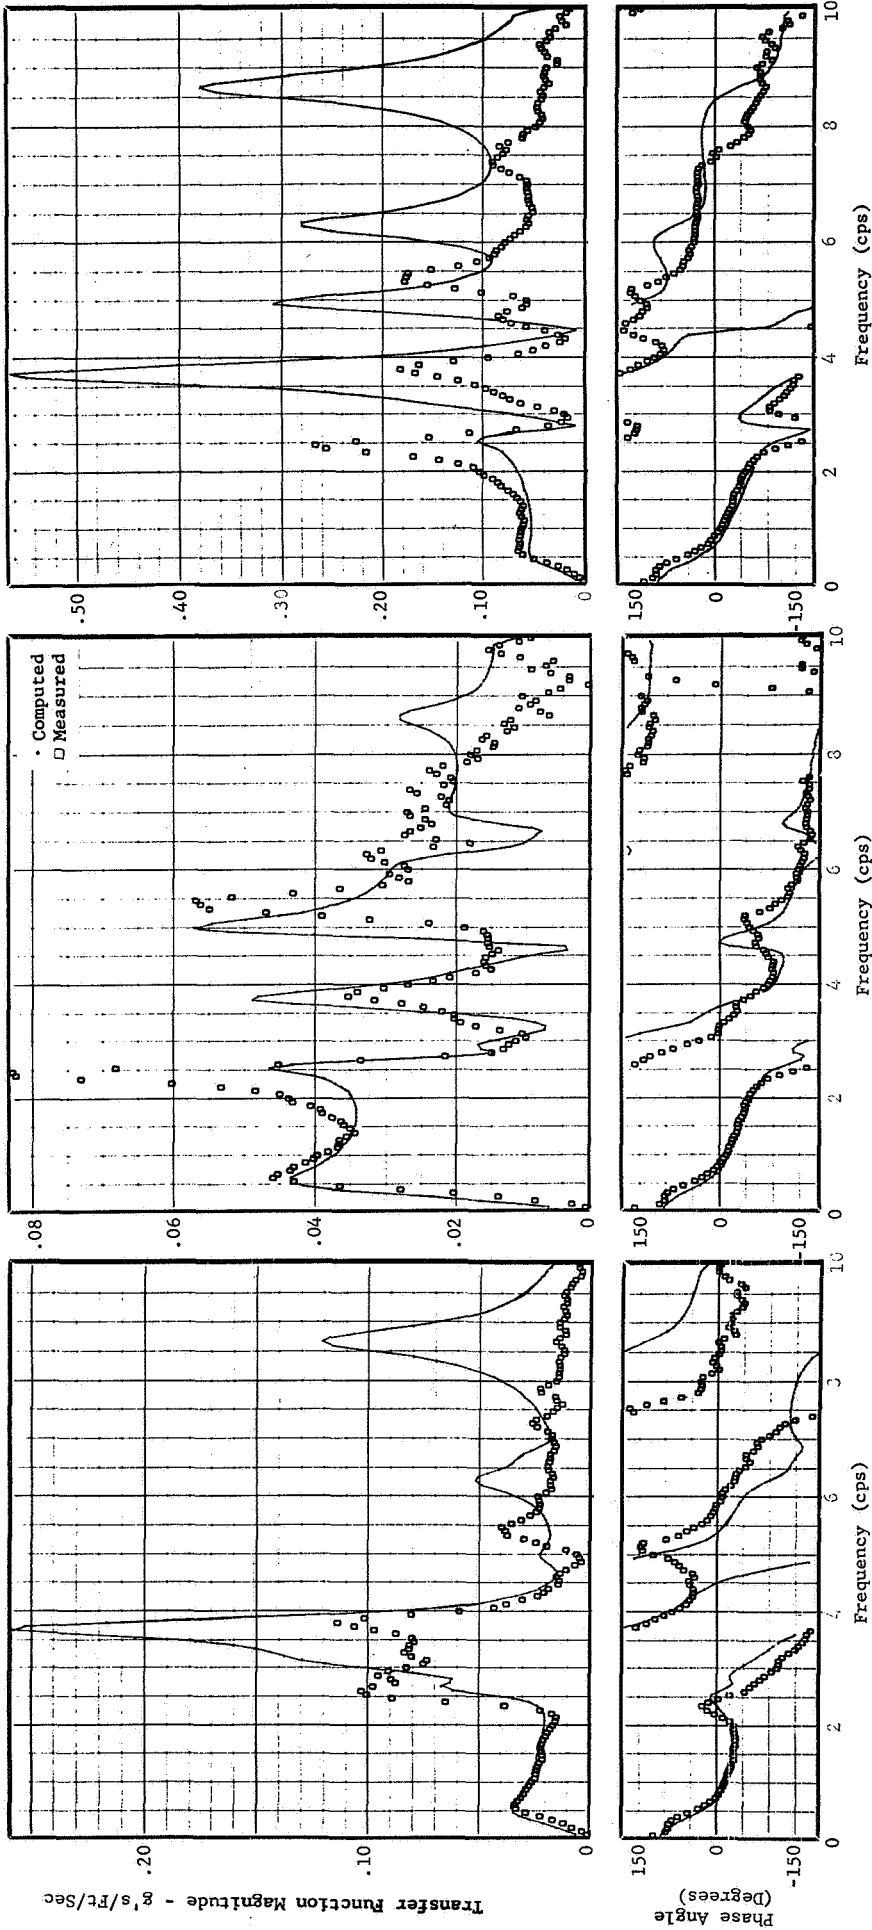 Transfer Function Magnitude - g's/Ft/Sec
.20
.10
0
Phase Angle
(Degrees)
150
0
-150
0 2 4 6 8 10
Frequency (cps)
· Computed
□ Measured
.08
.06
.04
.02
0
150
0
-150
0 2 4 6 8 10
Frequency (cps)
.50
.40
.30
.20
.10
0
150
0
-150
0 2 4 6 8 10
Frequency (cps)